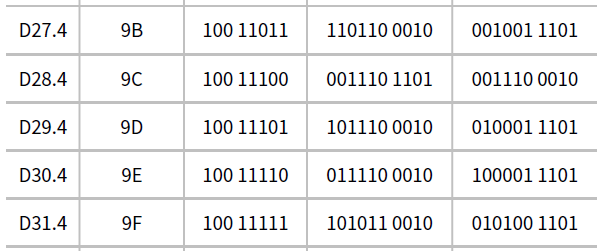 D27.4 9B 100 11011 110110 0010 001001 1101
D28.4 9C 100 11100 001110 1101 001110 0010
D29.4 9D 100 11101 101110 0010 010001 1101
D30.4 9E 100 11110 011110 0010 100001 1101
D31.4 9F 100 11111 101011 0010 010100 1101